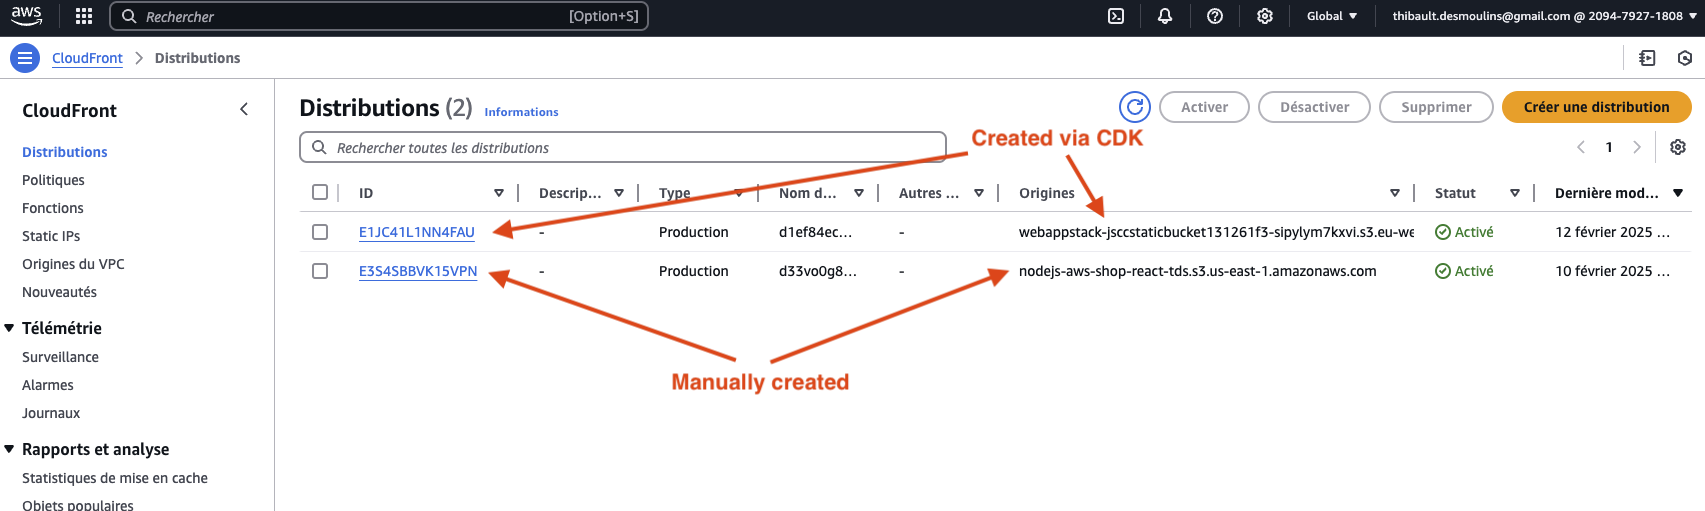 aws
Rechercher [Option+S]
Global
thibault.desmoulins@gmail.com @ 2094-7927-1808
CloudFront
Distributions
CloudFront
Distributions
Politiques
Fonctions
Static IPs
Origines du VPC
Nouveautés
Télémétrie
Surveillance
Alarmes
Journaux
Rapports et analyse
Statistiques de mise en cache
Objets populaires
Distributions (2) Informations
Activer
Désactiver
Supprimer
Créer une distribution
Created via CDK
Rechercher toutes les distributions
1
ID Descrip... Type Nom d... Autres ... Origines Statut Dernière mod...
E1JC41L1NN4FAU - Production d1ef84ec... - webappstack-jsccstaticbucket131261f3-sipylym7kxvi.s3.eu-we Activé 12 février 2025 ...
E3S4SBBVK15VPN - Production d33vo0g8... - nodejs-aws-shop-react-tds.s3.us-east-1.amazonaws.com Activé 10 février 2025 ...
Manually created